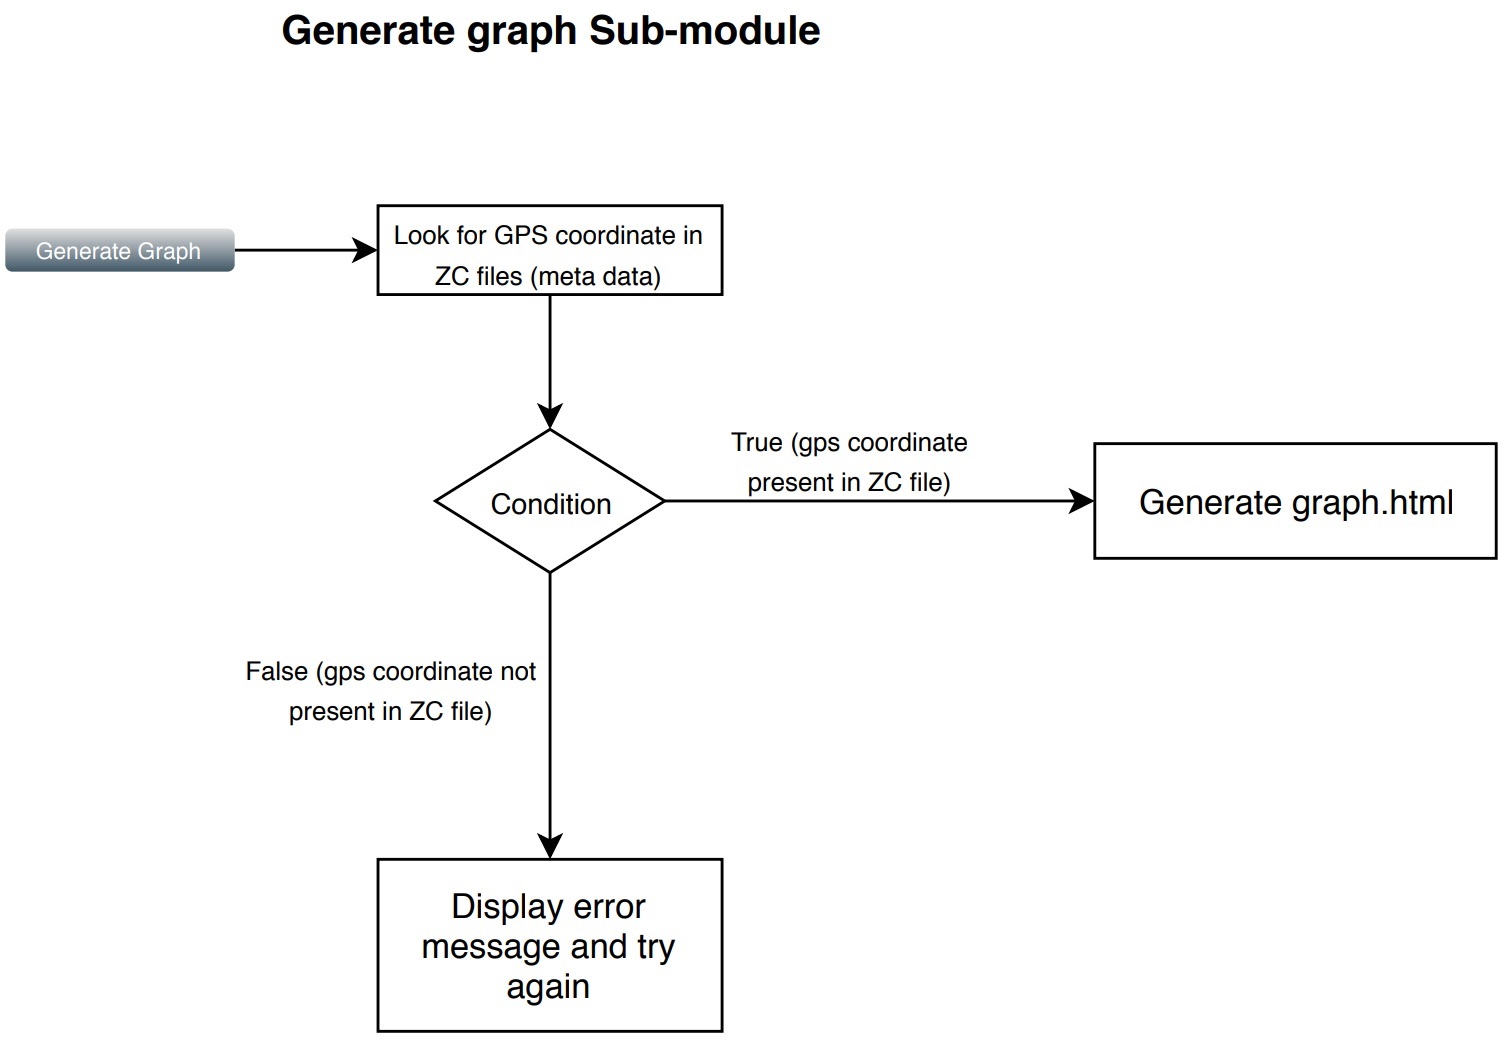 Generate graph Sub-module
Generate Graph
Look for GPS coordinate in
ZC files (meta data)
Condition
True (gps coordinate
present in ZC file)
Generate graph.html
False (gps coordinate not
present in ZC file)
Display error
message and try
again